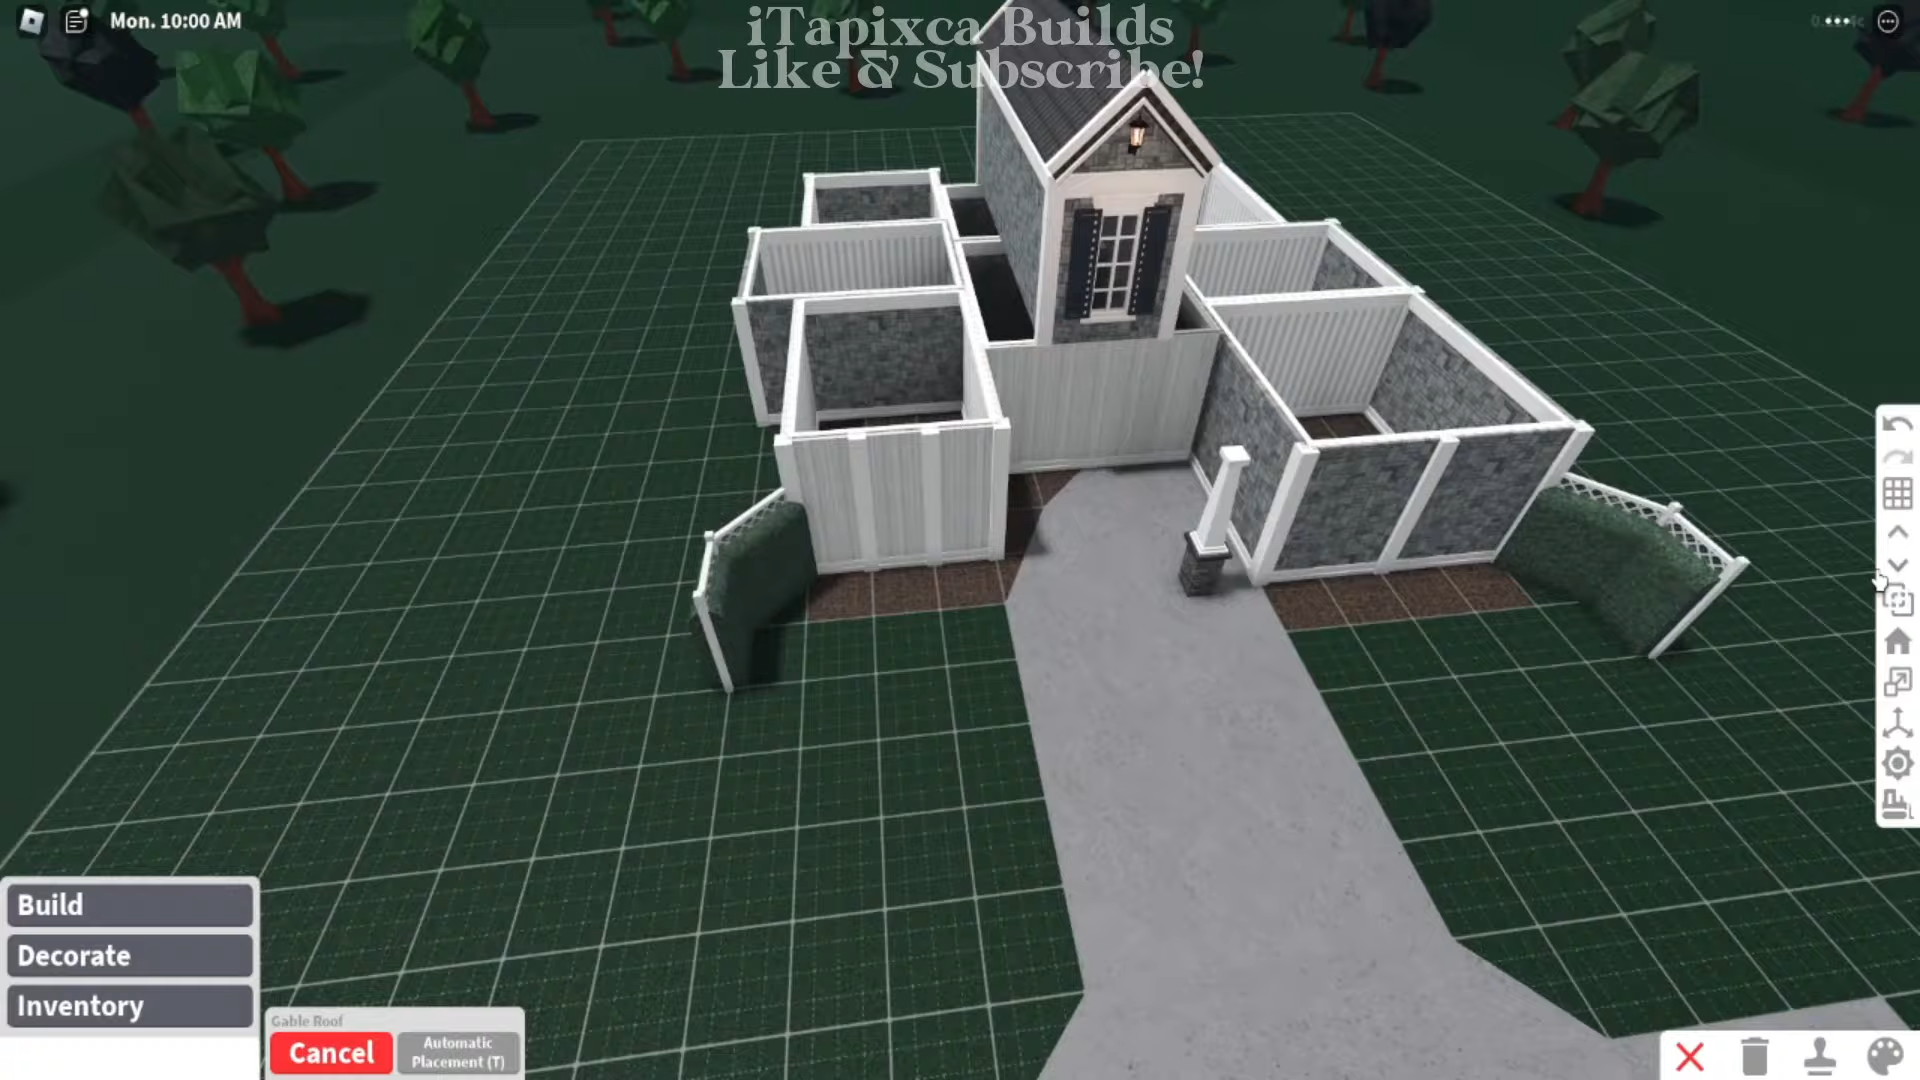 Mon. 10:00 AM
iTapixca Builds
Like & Subscribe!
Build
Decorate
Inventory
Gable Roof
Cancel
Automatic
Placement (T)